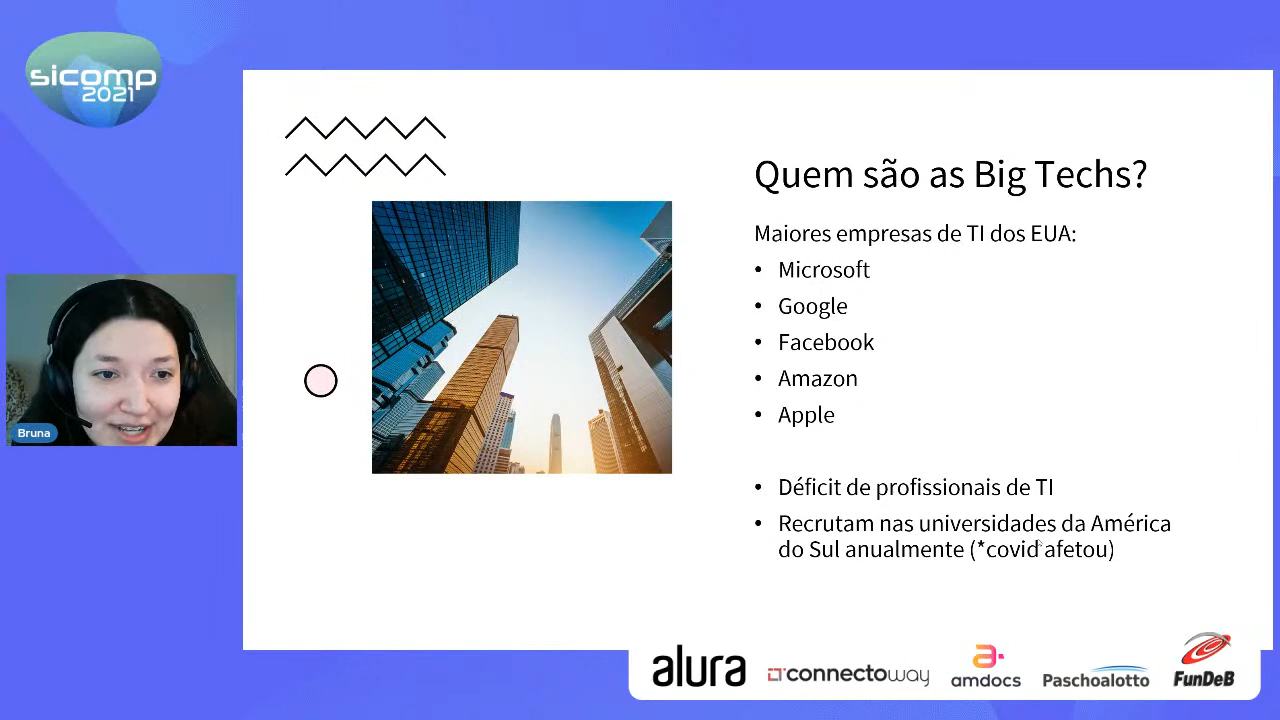 sicomp
2021
Quem são as Big Techs?
Maiores empresas de TI dos EUA:
• Microsoft
• Google
• Facebook
• Amazon
• Apple
• Déficit de profissionais de TI
• Recrutam nas universidades da América
do Sul anualmente (*covid afetou)
Bruna
alura
connectoway
amdocs
Paschoalotto
FunDeB